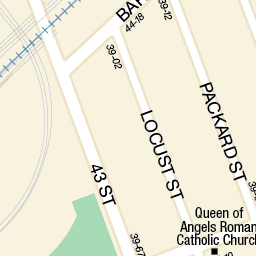 BAR
44-18
39-12
39-02
PACKARD ST
LOCUST ST
43 ST
39-67
Queen of
Angels Roman
Catholic Church